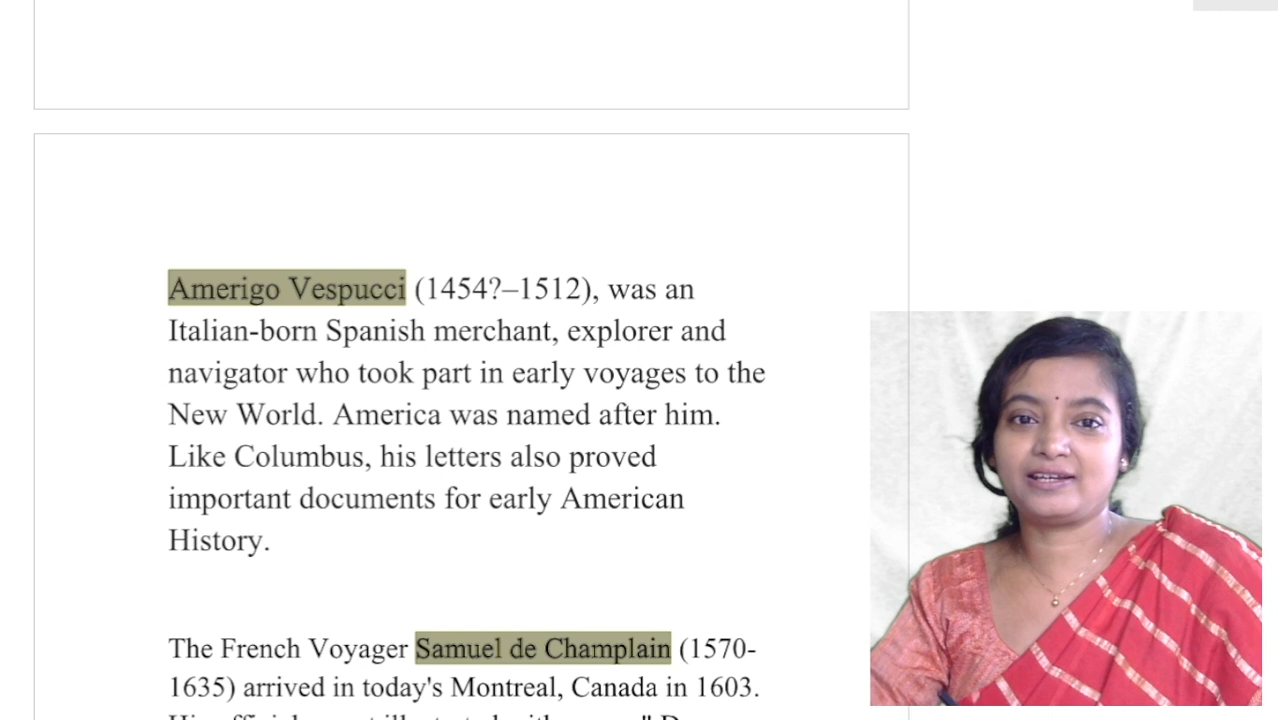 Amerigo Vespucci (1454?–1512), was an
Italian-born Spanish merchant, explorer and
navigator who took part in early voyages to the
New World. America was named after him.
Like Columbus, his letters also proved
important documents for early American
History.
The French Voyager Samuel de Champlain (1570-
1635) arrived in today's Montreal, Canada in 1603.